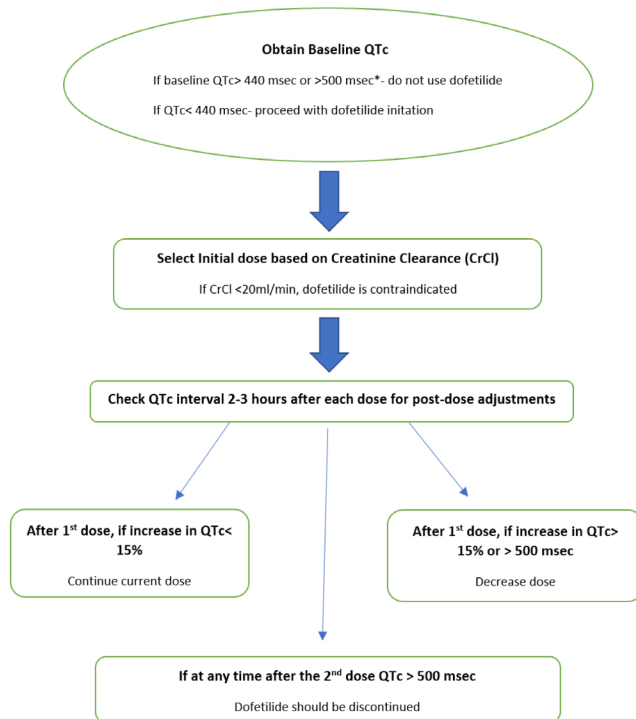 Obtain Baseline QTc
If baseline QTc> 440 msec or >500 msec*- do not use dofetilide
If QTc< 440 msec- proceed with dofetilide initation
Select Initial dose based on Creatinine Clearance (CrCl)
If CrCl <20ml/min, dofetilide is contraindicated
Check QTc interval 2-3 hours after each dose for post-dose adjustments
After 1st dose, if increase in QTc<
15%
Continue current dose
After 1st dose, if increase in QTc>
15% or > 500 msec
Decrease dose
If at any time after the 2nd dose QTc > 500 msec
Dofetilide should be discontinued